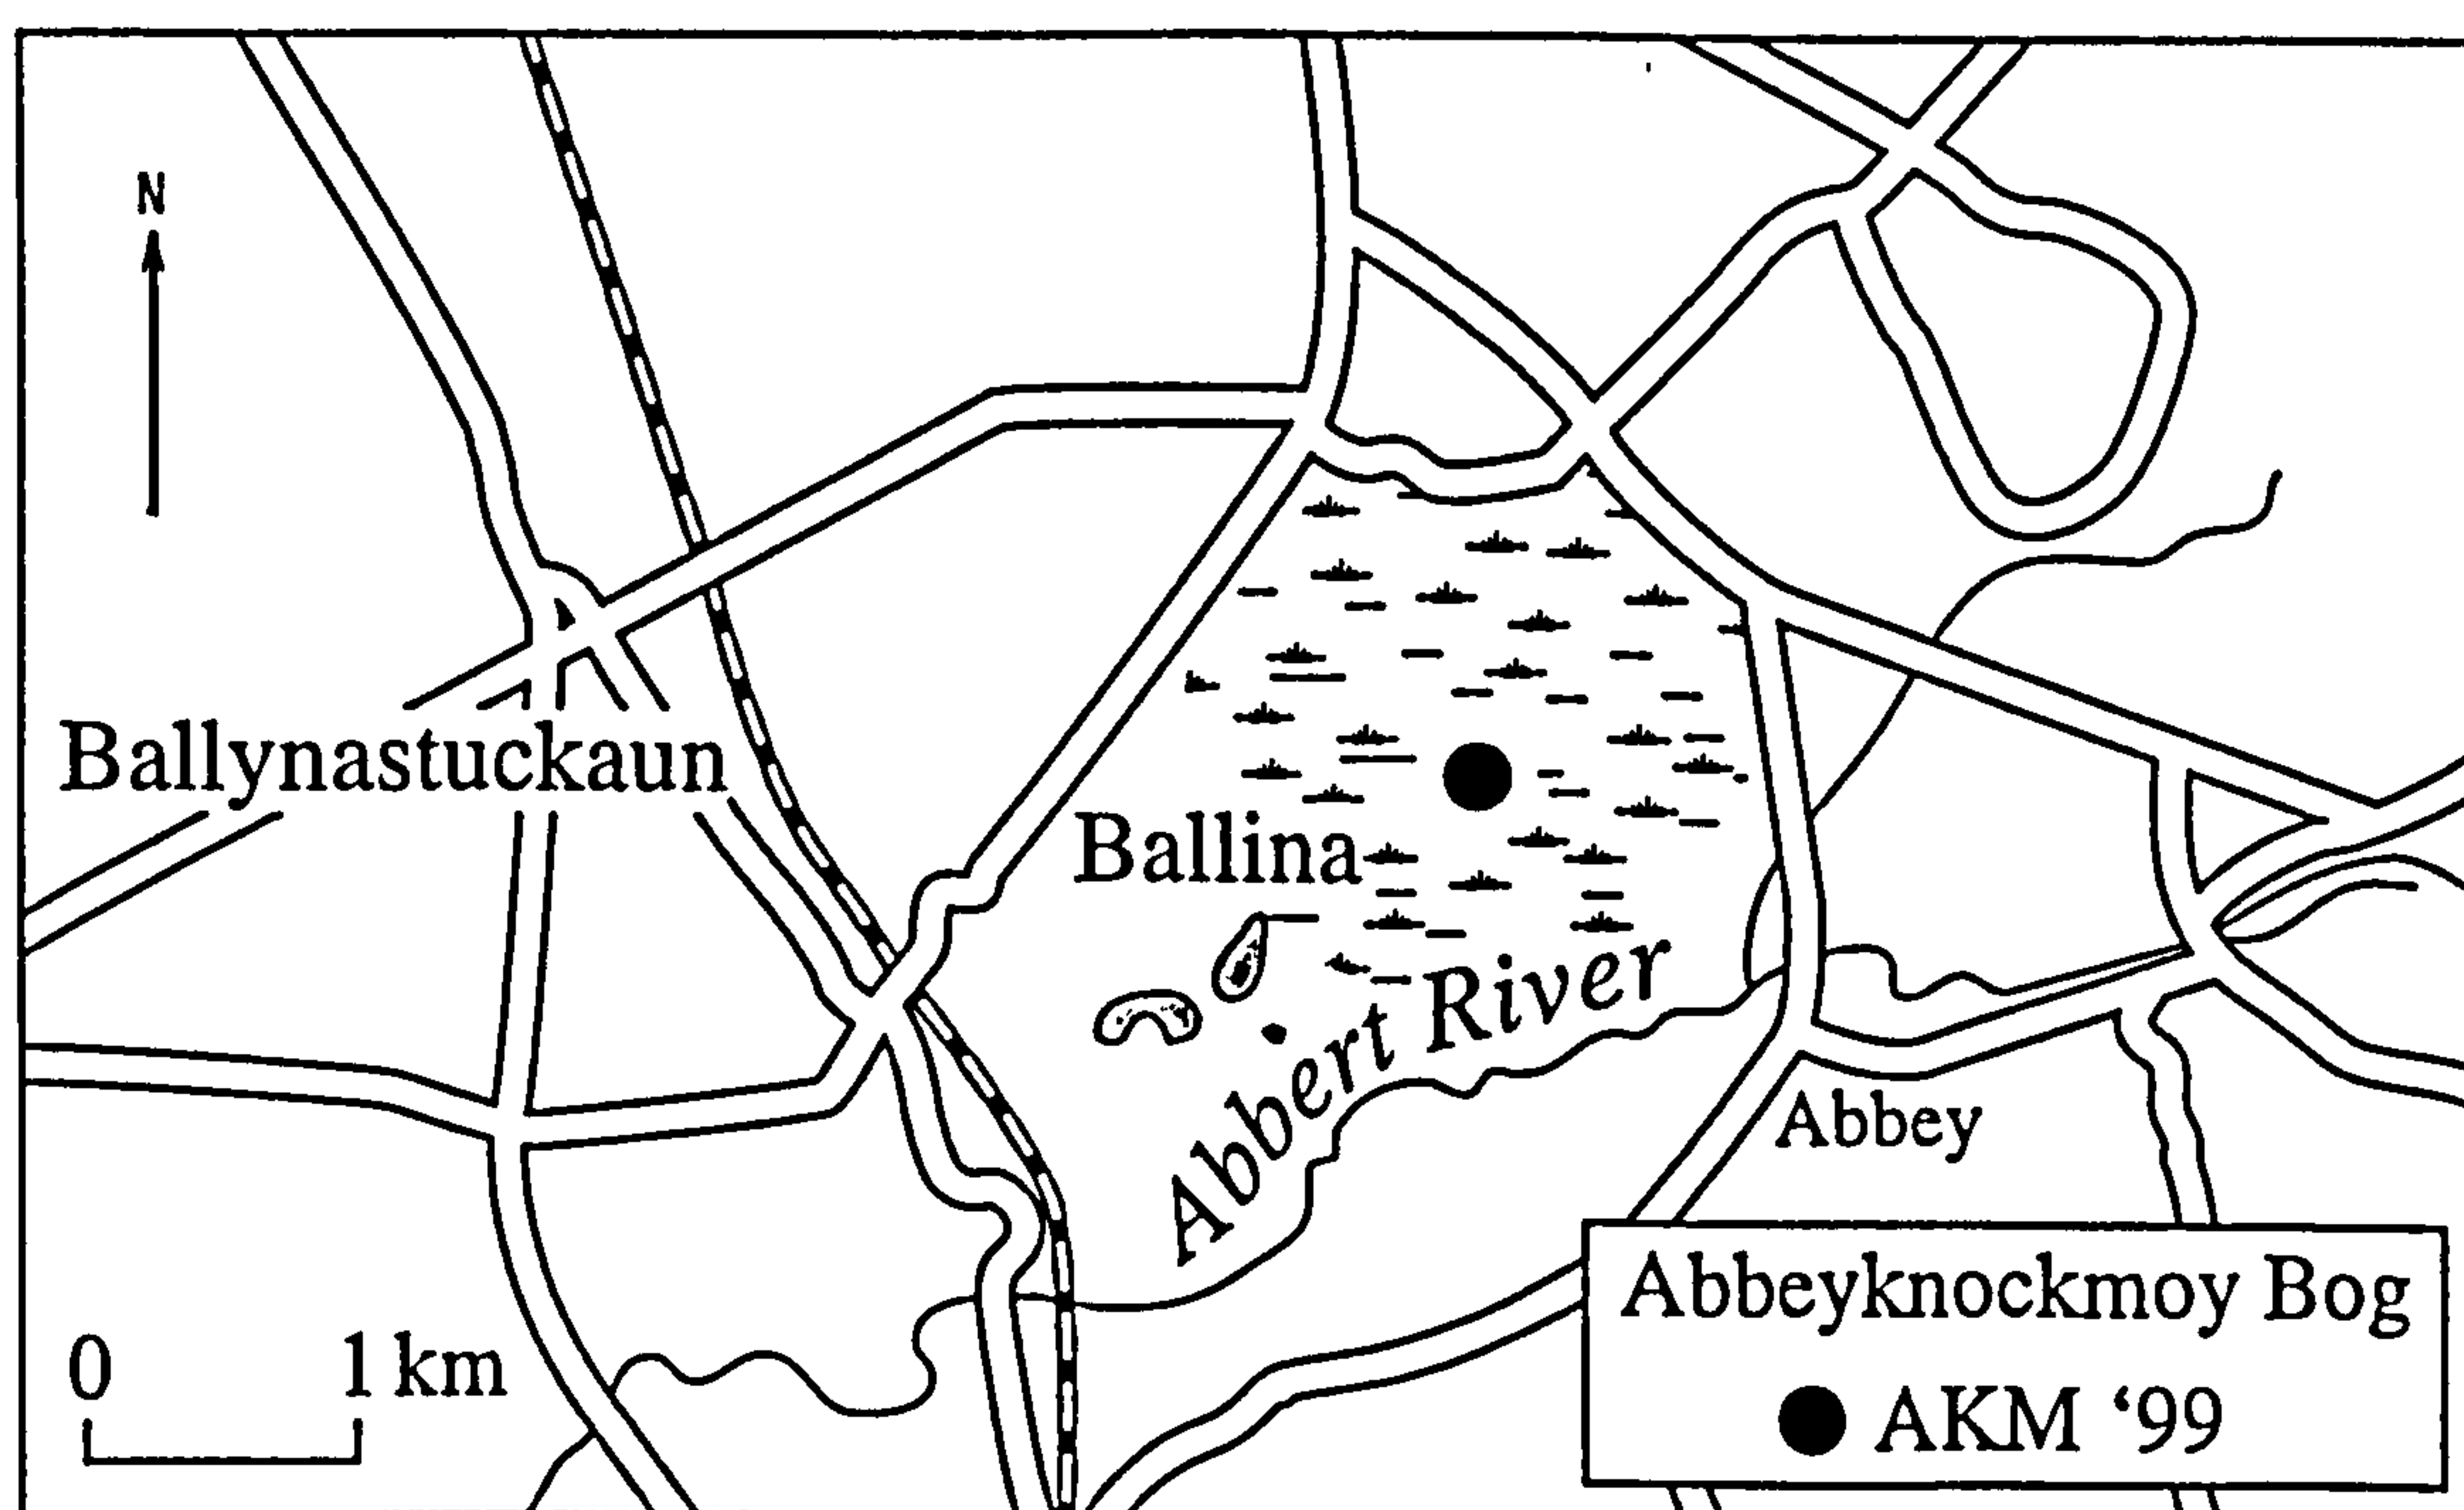 N
Ballynastuckaun
Ballina
Abbert River
Abbey
0 1 km
Abbeyknockmoy Bog
AKM ‘99